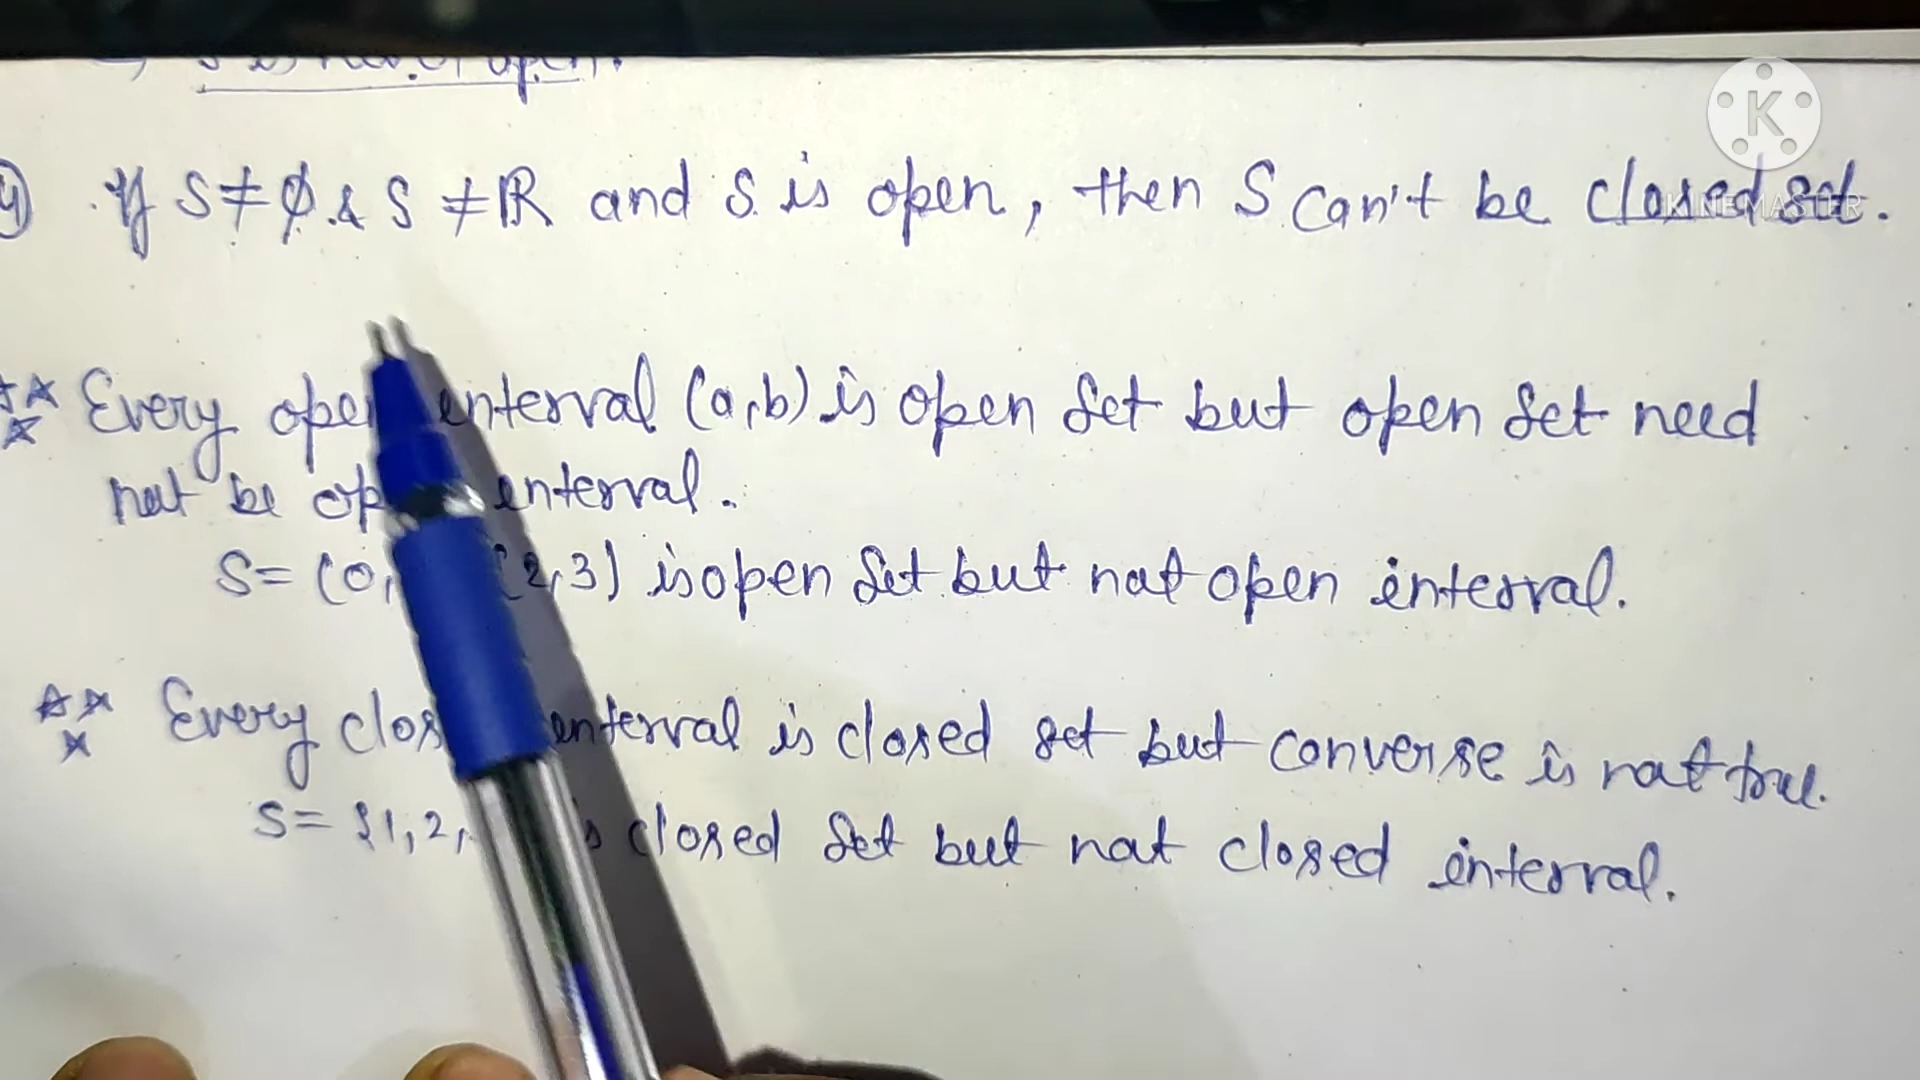 4) If S ≠ ϕ & S ≠ ℝ and S is open, then S can't be closed set.
KINEMASTER
Every open interval (a,b) is open set but open set need
not be interval.
S = (0, 2,3) is open set but not open interval.
Every interval is closed set but converse is not true.
S = {1,2, closed set but not closed interval.